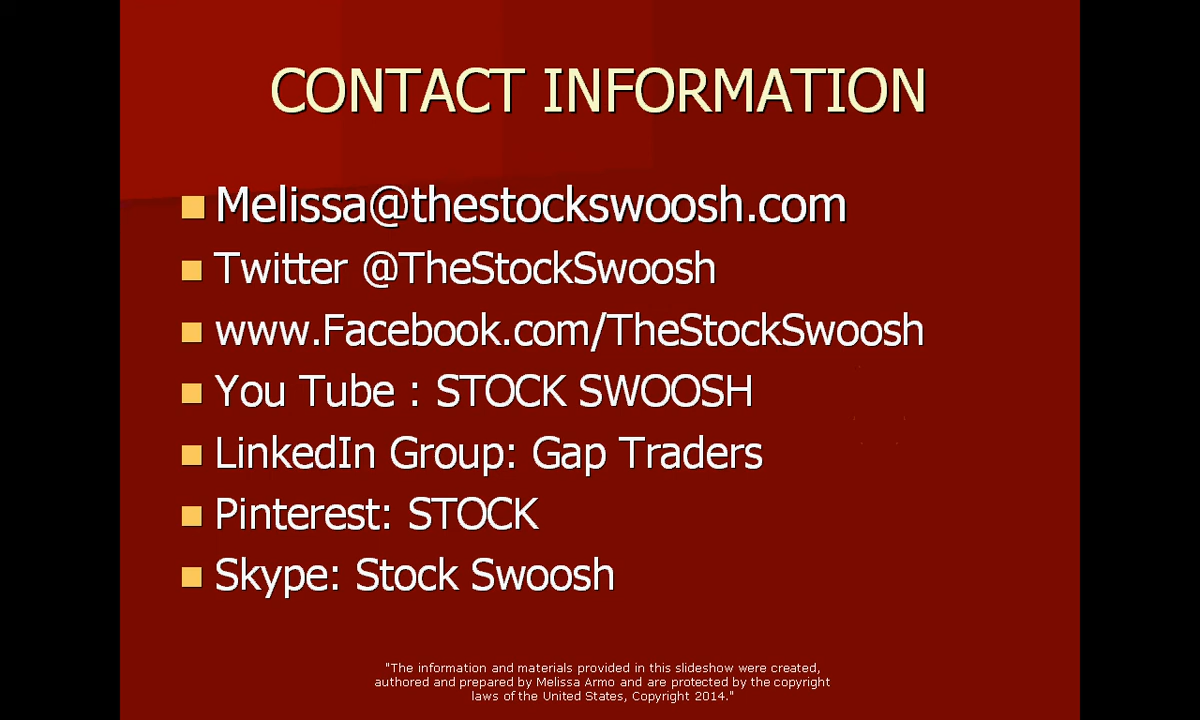 CONTACT INFORMATION
Melissa@thestockswoosh.com
Twitter @TheStockSwoosh
www.Facebook.com/TheStockSwoosh
You Tube : STOCK SWOOSH
LinkedIn Group: Gap Traders
Pinterest: STOCK
Skype: Stock Swoosh
"The information and materials provided in this slideshow were created,
authored and prepared by Melissa Armo and are protected by the copyright
laws of the United States, Copyright 2014."